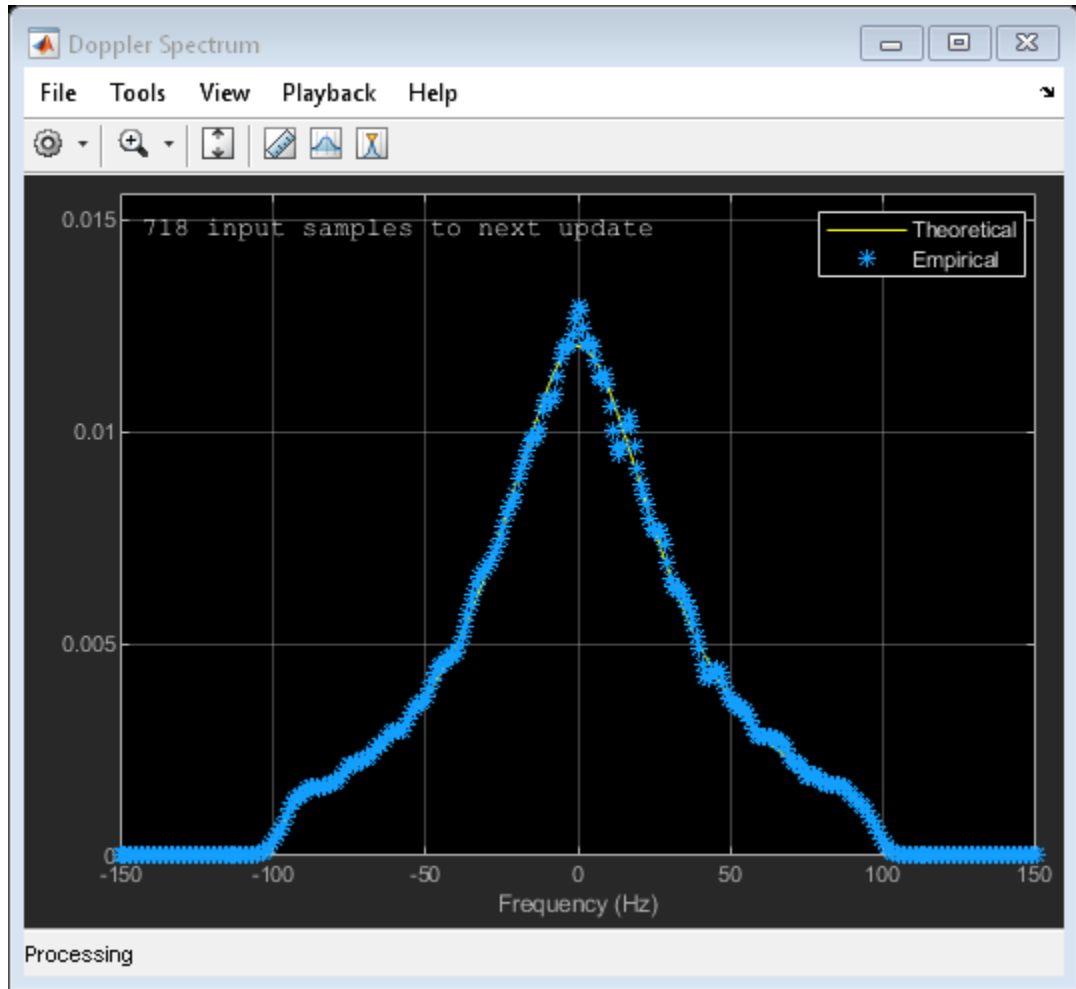 Doppler Spectrum
File Tools View Playback Help
718 input samples to next update
Theoretical
Empirical
0.015
0.01
0.005
0
-150 -100 -50 0 50 100 150
Frequency (Hz)
Processing